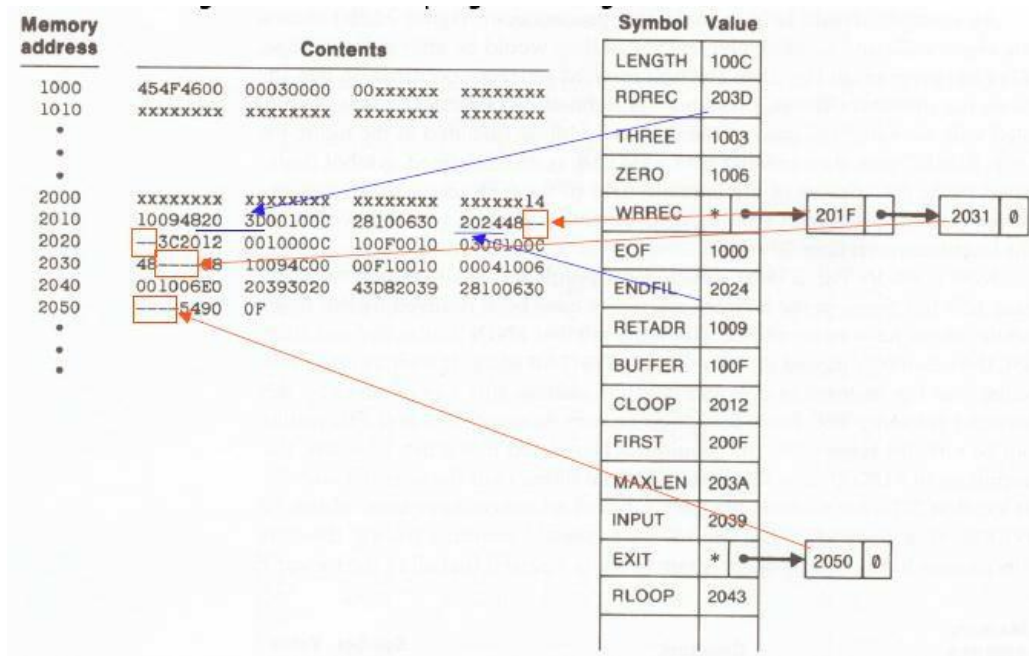 Memory address Contents
1000 454F4600 00030000 00xxxxxx xxxxxxxx
1010 xxxxxxxx xxxxxxxx xxxxxxxx xxxxxxxx
2000 xxxxxxxx xxxxxxxx xxxxxxxx xxxxxx14
2010 10094820 3D00100C 28100630 202448--
2020 --3C2012 0010000C 100F0010 0300100C
2030 48----48 10094C00 00F10010 00041006
2040 001006E0 20393020 43D82039 28100630
2050 ----5490 0F
Symbol Value
LENGTH 100C
RDREC 203D
THREE 1003
ZERO 1006
WRREC * 201F 2031 Ø
EOF 1000
ENDFIL 2024
RETADR 1009
BUFFER 100F
CLOOP 2012
FIRST 200F
MAXLEN 203A
INPUT 2039
EXIT * 2050 Ø
RLOOP 2043